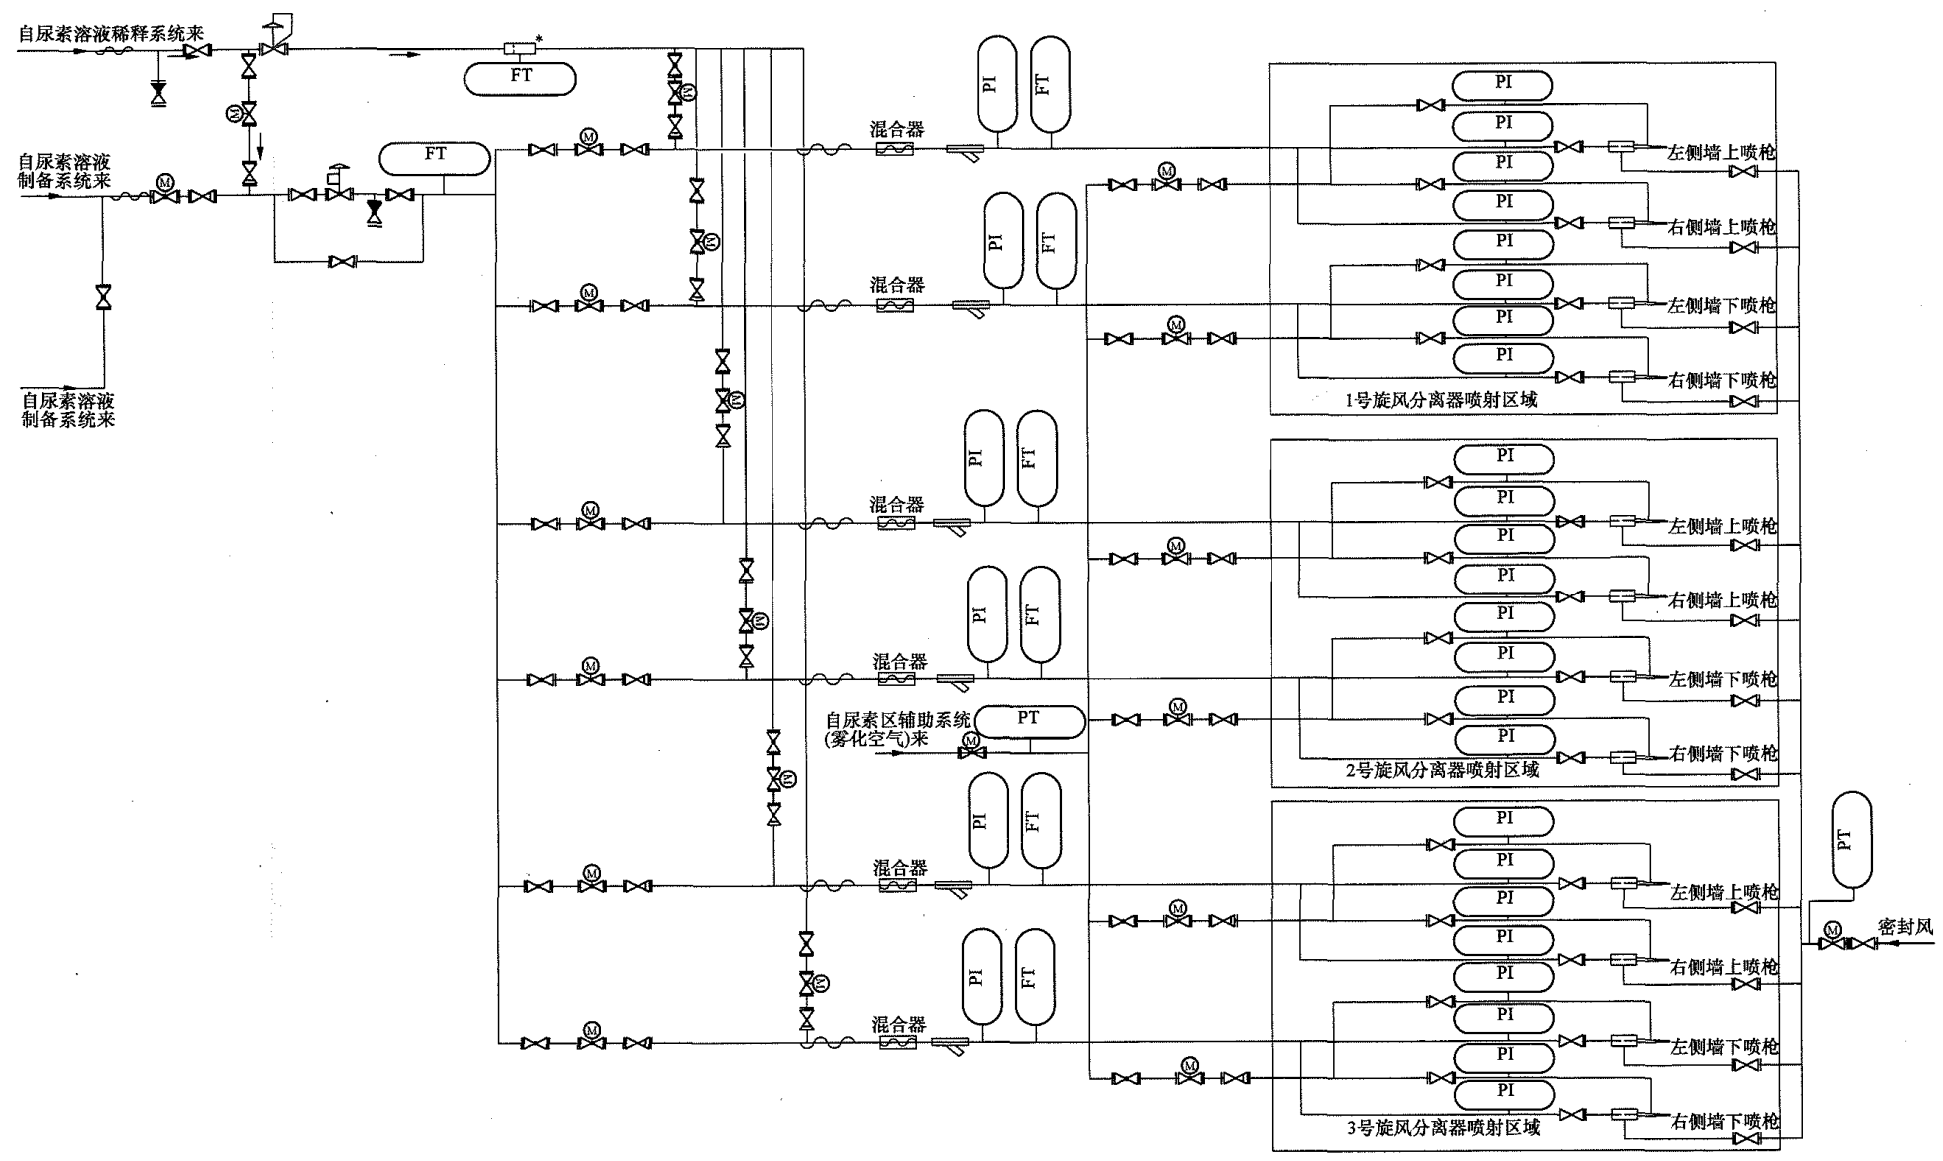 自尿素溶液稀释系统来
*
FT
M
自尿素溶液
制备系统来
M
FT
自尿素溶液
制备系统来
M
M
混合器
PI
FT
M
M
混合器
PI
FT
M
M
混合器
PI
FT
M
M
混合器
PI
FT
自尿素区辅助系统
(雾化空气)来
M
PT
M
M
混合器
PI
FT
M
M
混合器
PI
FT
M
PI
PI
左侧墙上喷枪
M
PI
PI
右侧墙上喷枪
PI
PI
左侧墙下喷枪
M
PI
PI
右侧墙下喷枪
1号旋风分离器喷射区域
PI
PI
左侧墙上喷枪
M
PI
PI
右侧墙上喷枪
PI
PI
左侧墙下喷枪
M
PI
PI
右侧墙下喷枪
2号旋风分离器喷射区域
PI
PI
左侧墙上喷枪
M
PI
PI
右侧墙上喷枪
PI
PI
左侧墙下喷枪
M
PI
PI
右侧墙下喷枪
3号旋风分离器喷射区域
PT
M
密封风